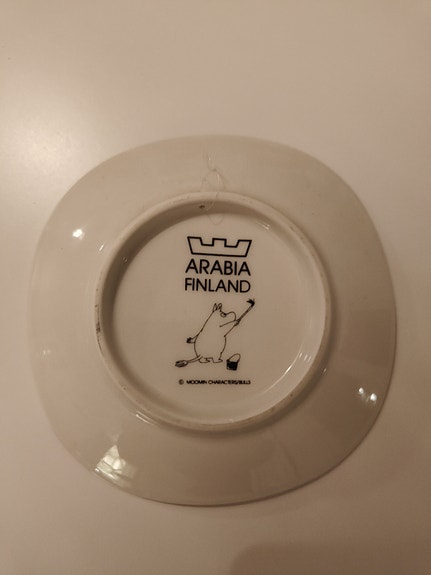 ARABIA
FINLAND
© MOOMIN CHARACTERS/BULLS